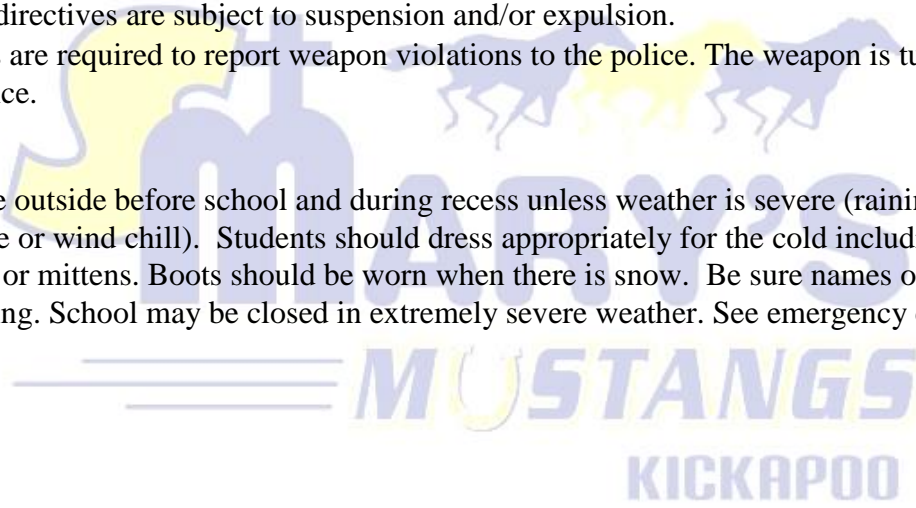 directives are subject to suspension and/or expulsion.
are required to report weapon violations to the police. The weapon is tu
ce.
e outside before school and during recess unless weather is severe (raini
e or wind chill). Students should dress appropriately for the cold includ
or mittens. Boots should be worn when there is snow. Be sure names o
ng. School may be closed in extremely severe weather. See emergency
St MARY'S
MUSTANGS
KICKAPOO